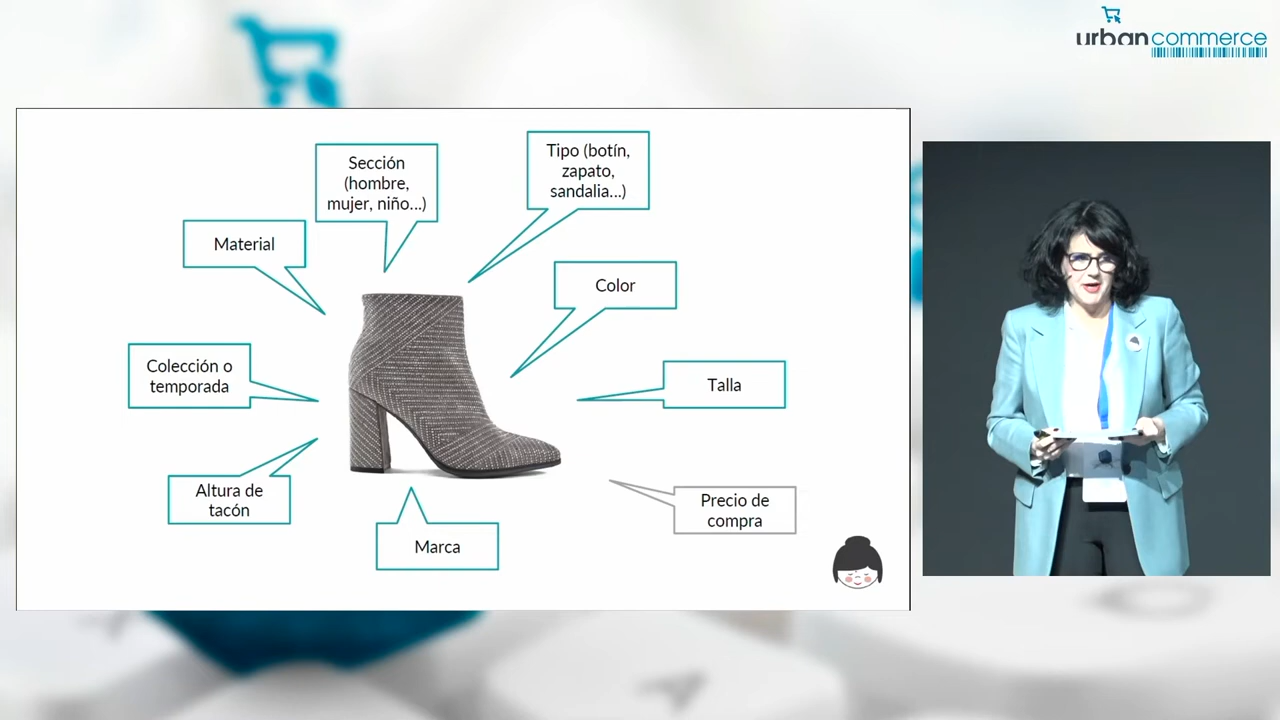 urbancommerce
Sección
(hombre,
mujer, niño...)
Tipo (botín,
zapato,
sandalia...)
Material
Color
Colección o
temporada
Talla
Altura de
tacón
Precio de
compra
Marca